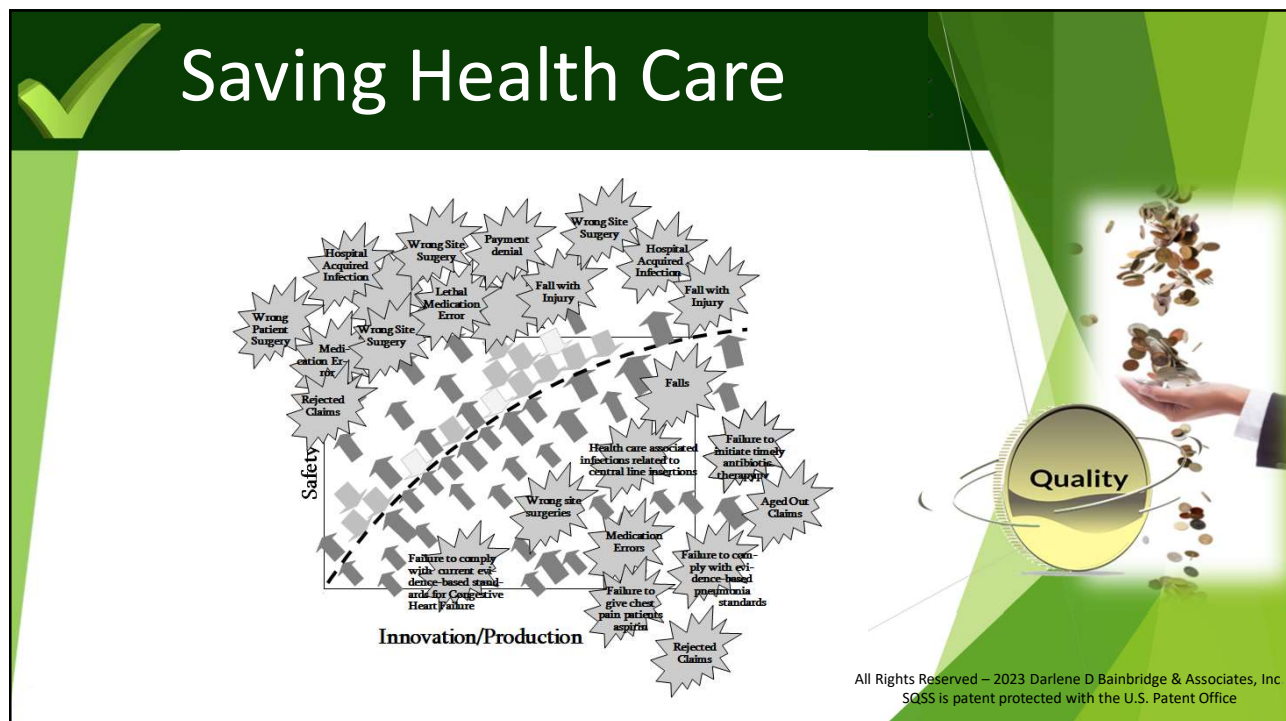 Saving Health Care
Wrong Site
Surgery
Payment
denial
Wrong Site
Surgery
Hospital
Acquired
Infection
Hospital
Acquired
Infection
Lethal
Medication
Error
Fall with
Injury
Fall with
Injury
Wrong
Patient
Surgery
Wrong Site
Surgery
Medi-
cation Er-
ror
Rejected
Claims
Falls
Safety
Health care associated
infections related to
central line insertions
Failure to
initiate timely
antibiotic
therapypy
Quality
Wrong site
surgeries
Aged Out
Claims
Medication
Errors
Failure to comply
with current evi-
dence-based stand-
ards for Congestive
Heart Failure
Failure to com-
ply with evi-
dence-based
pneumonia
standards
Failure to
give chest
pain patients
aspirin
Innovation/Production
Rejected
Claims
All Rights Reserved – 2023 Darlene D Bainbridge & Associates, Inc
SQSS is patent protected with the U.S. Patent Office